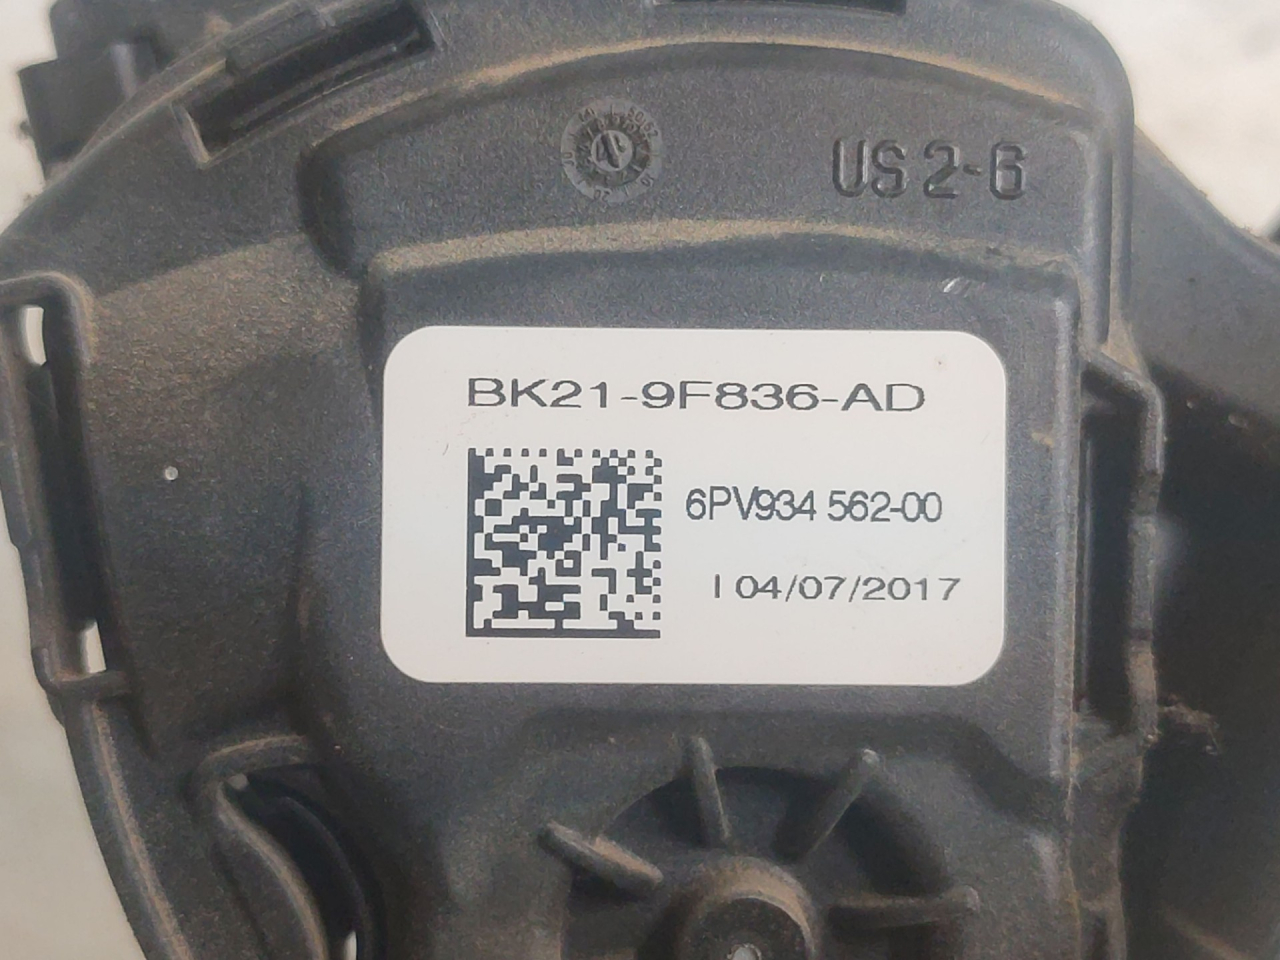 US 2-6
BK21-9F836-AD
6PV934 562-00
I 04/07/2017